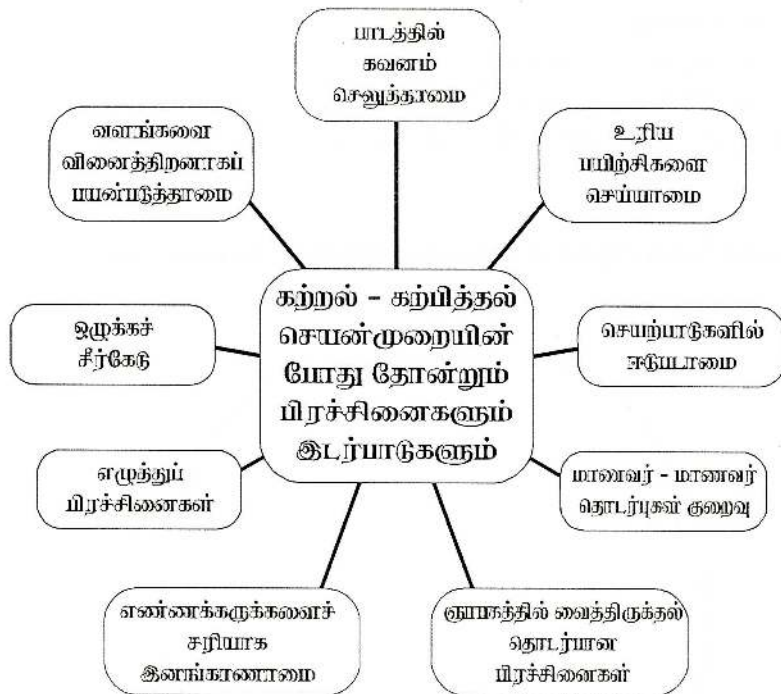 பாடத்தில்
கவனம்
செலுத்தாமை
வளங்களை
வினைத்திறனாகப்
பயன்படுத்தாமை
உரிய
பயிற்சிகளை
செய்யாமை
கற்றல் - கற்பித்தல்
செயன்முறையின்
போது தோன்றும்
பிரச்சினைகளும்
இடர்பாடுகளும்
ஒழுக்கச்
சீர்கேடு
செயற்பாடுகளில்
ஈடுபடாமை
எழுத்துப்
பிரச்சினைகள்
மாணவர் - மாணவர்
தொடர்புகள் குறைவு
எண்ணக்கருக்களைச்
சரியாக
இனங்காணாமை
ஞாபகத்தில் வைத்திருக்தல்
தொடர்பான
பிரச்சினைகள்